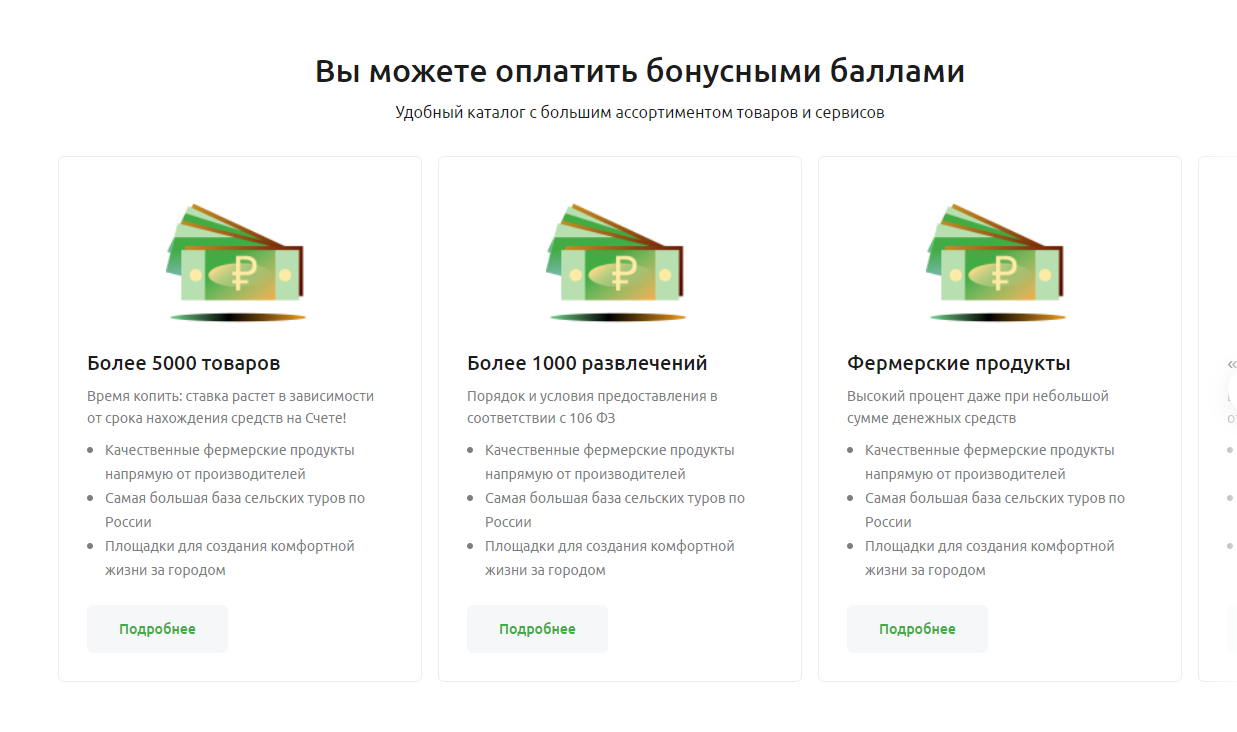 Вы можете оплатить бонусными баллами
Удобный каталог с большим ассортиментом товаров и сервисов
Более 5000 товаров
Время копить: ставка растет в зависимости
от срока нахождения средств на Счете!
Качественные фермерские продукты
напрямую от производителей
Самая большая база сельских туров по
России
Площадки для создания комфортной
жизни за городом
Подробнее
Более 1000 развлечений
Порядок и условия предоставления в
соответствии с 106 ФЗ
Качественные фермерские продукты
напрямую от производителей
Самая большая база сельских туров по
России
Площадки для создания комфортной
жизни за городом
Подробнее
Фермерские продукты
Высокий процент даже при небольшой
сумме денежных средств
Качественные фермерские продукты
напрямую от производителей
Самая большая база сельских туров по
России
Площадки для создания комфортной
жизни за городом
Подробнее